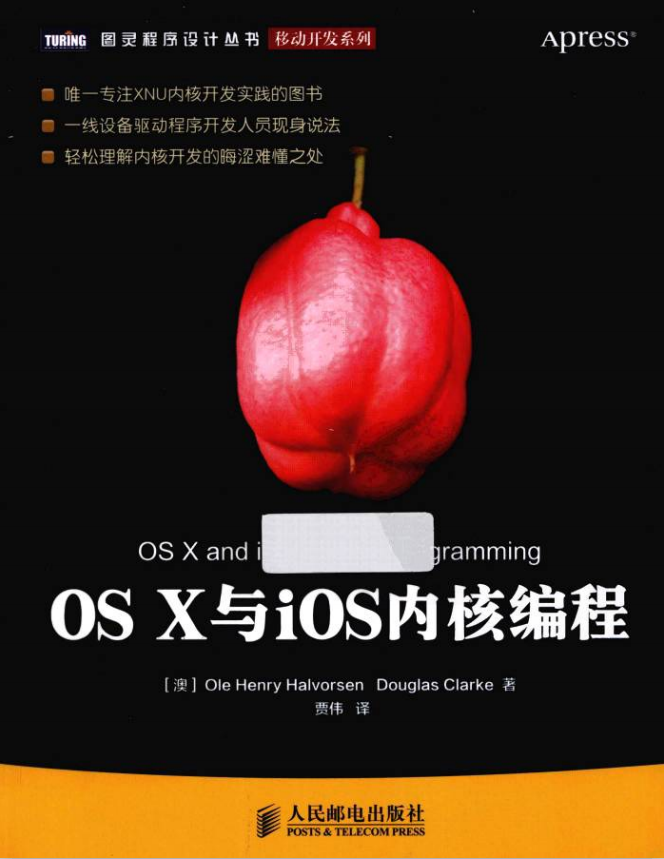 TURING 图灵程序设计丛书 移动开发系列 Apress®
唯一专注XNU内核开发实践的图书
一线设备驱动程序开发人员现身说法
轻松理解内核开发的晦涩难懂之处
OS X and i gramming
OS X与iOS内核编程
[澳] Ole Henry Halvorsen Douglas Clarke 著
贾伟 译
人民邮电出版社
POSTS & TELECOM PRESS